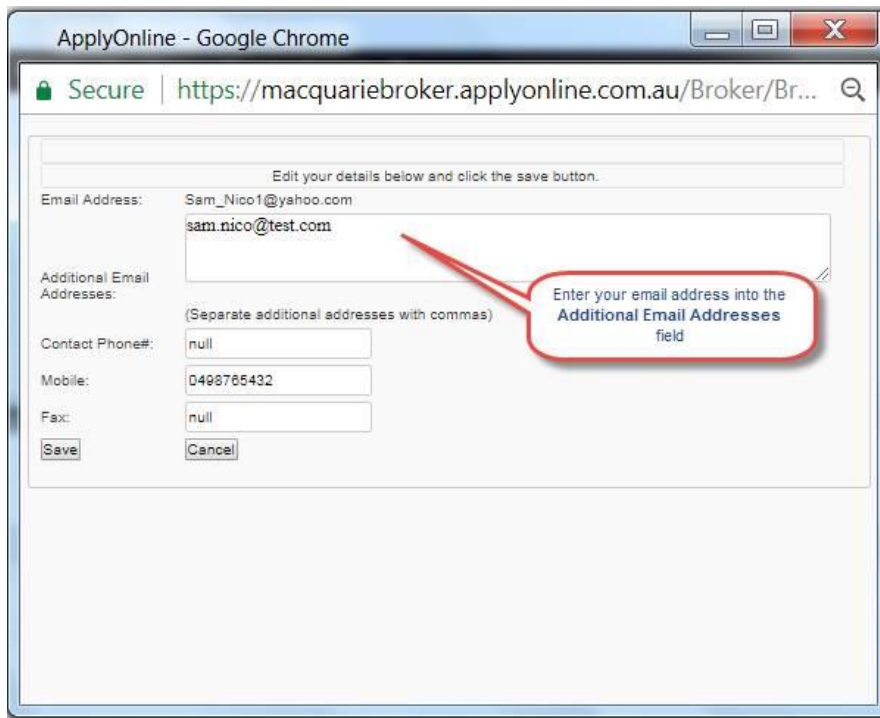 ApplyOnline - Google Chrome
Secure | https://macquariebroker.applyonline.com.au/Broker/Br...
Edit your details below and click the save button.
Email Address: Sam_Nico1@yahoo.com
sam.nico@test.com
Additional Email
Addresses:
(Separate additional addresses with commas)
Enter your email address into the
Additional Email Addresses
field
Contact Phone#: null
Mobile: 0498765432
Fax: null
Save Cancel